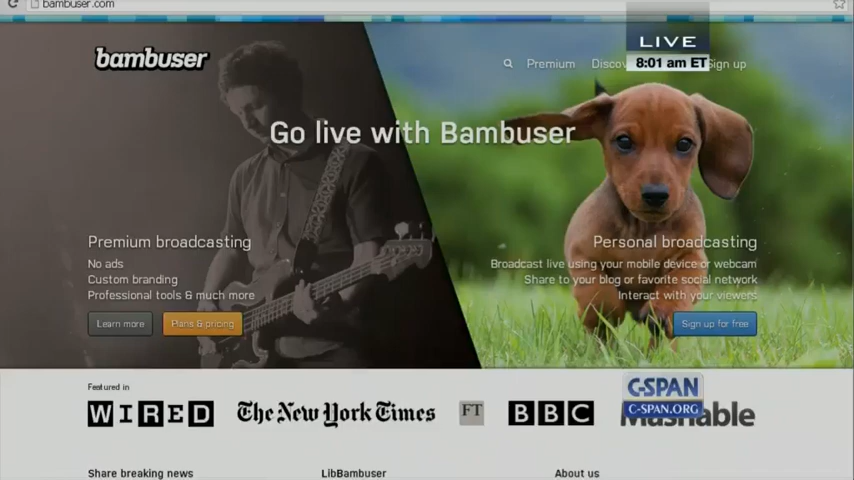 bambuser.com
LIVE
8:01 am ET
bambuser
Premium
Sign up
Go live with Bambuser
Premium broadcasting
No ads
Custom branding
Professional tools & much more
Learn more
Plans & pricing
Personal broadcasting
Broadcast live using your mobile device or webcam
Share to your blog or favorite social network
Interact with your viewers
Sign up for free
Featured in
WIRED
The New York Times
FT
BBC
C-SPAN
C-SPAN.ORG
Mashable
Share breaking news
LibBambuser
About us